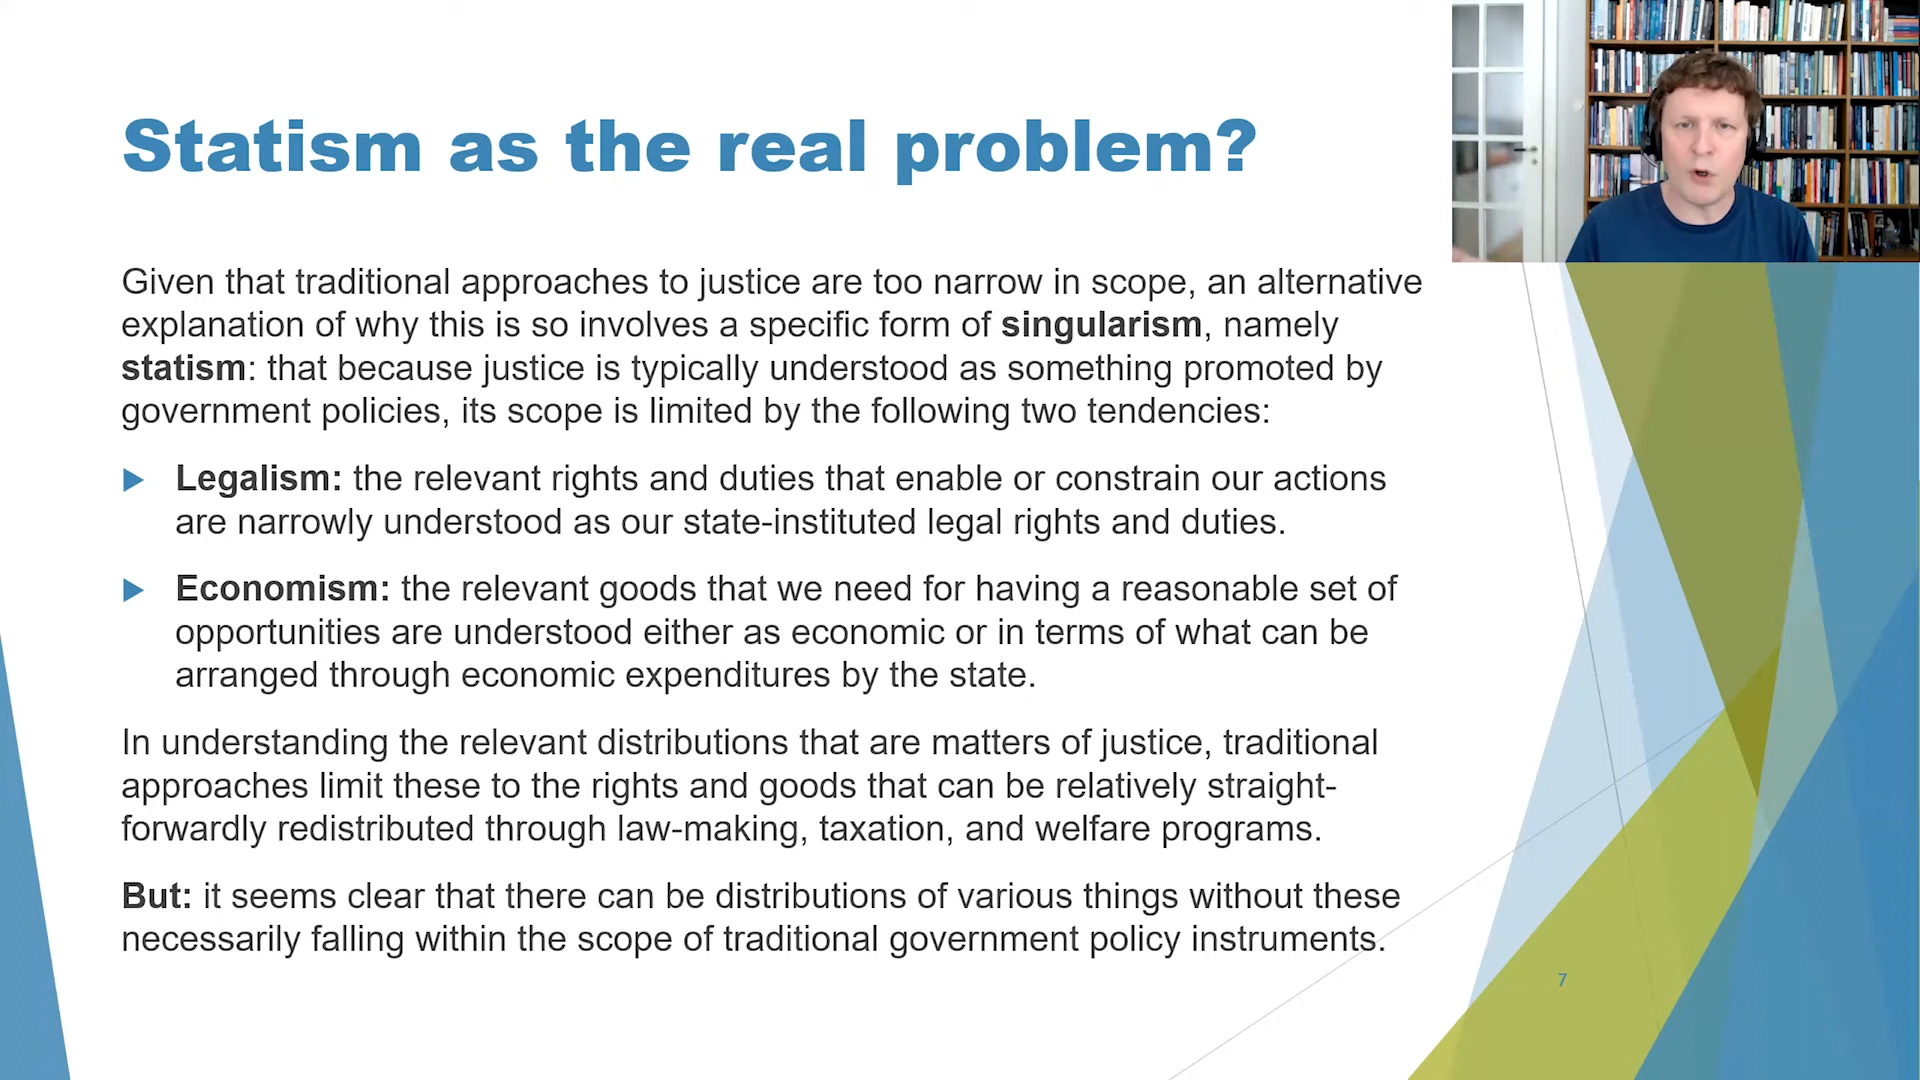 Statism as the real problem?
Given that traditional approaches to justice are too narrow in scope, an alternative
explanation of why this is so involves a specific form of singularism, namely
statism: that because justice is typically understood as something promoted by
government policies, its scope is limited by the following two tendencies:
Legalism: the relevant rights and duties that enable or constrain our actions
are narrowly understood as our state-instituted legal rights and duties.
Economism: the relevant goods that we need for having a reasonable set of
opportunities are understood either as economic or in terms of what can be
arranged through economic expenditures by the state.
In understanding the relevant distributions that are matters of justice, traditional
approaches limit these to the rights and goods that can be relatively straight-
forwardly redistributed through law-making, taxation, and welfare programs.
But: it seems clear that there can be distributions of various things without these
necessarily falling within the scope of traditional government policy instruments.
7